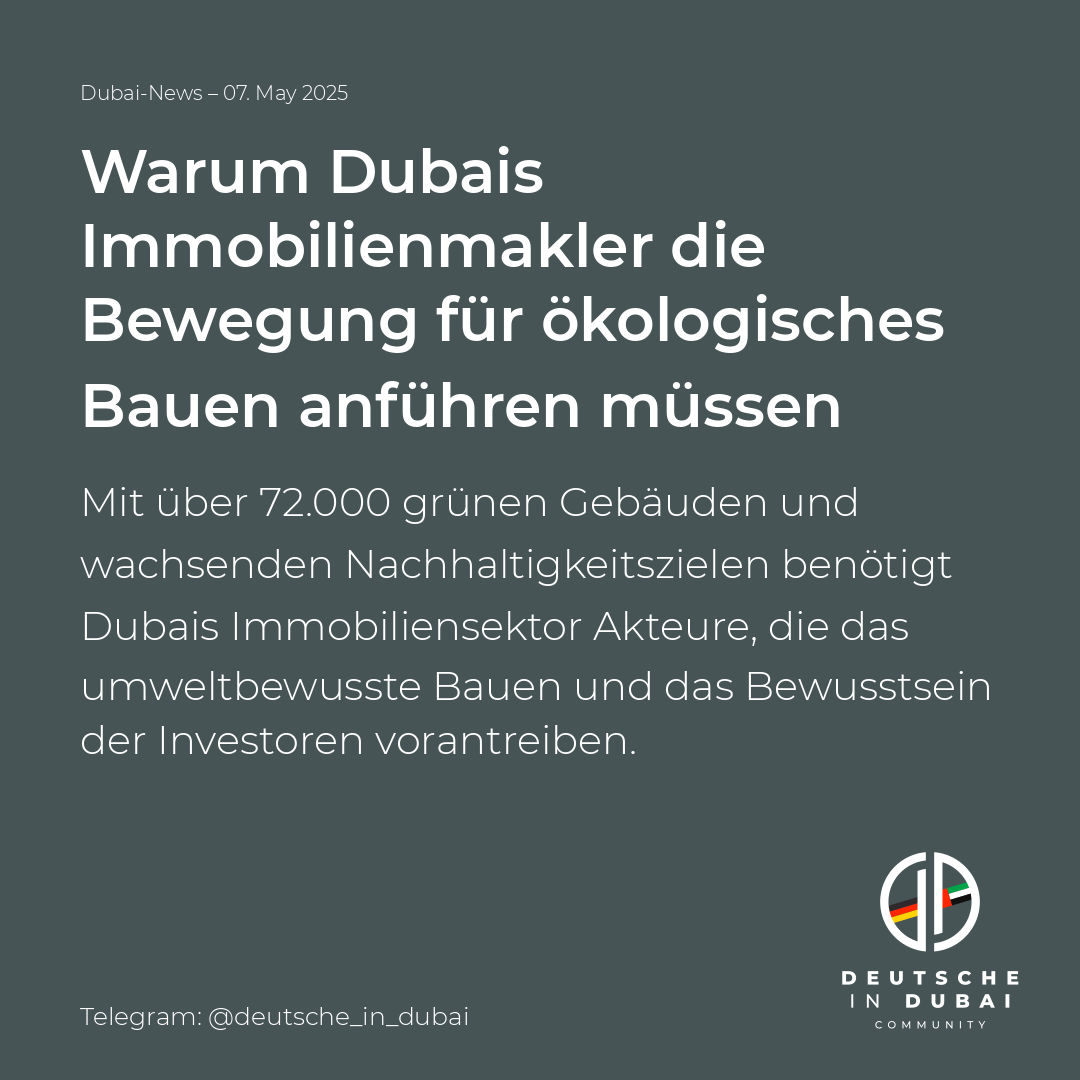 Dubai-News – 07. May 2025
Warum Dubais
Immobilienmakler die
Bewegung für ökologisches
Bauen anführen müssen
Mit über 72.000 grünen Gebäuden und
wachsenden Nachhaltigkeitszielen benötigt
Dubais Immobiliensektor Akteure, die das
umweltbewusste Bauen und das Bewusstsein
der Investoren vorantreiben.
DEUTSCHE
IN DUBAI
COMMUNITY
Telegram: @deutsche_in_dubai